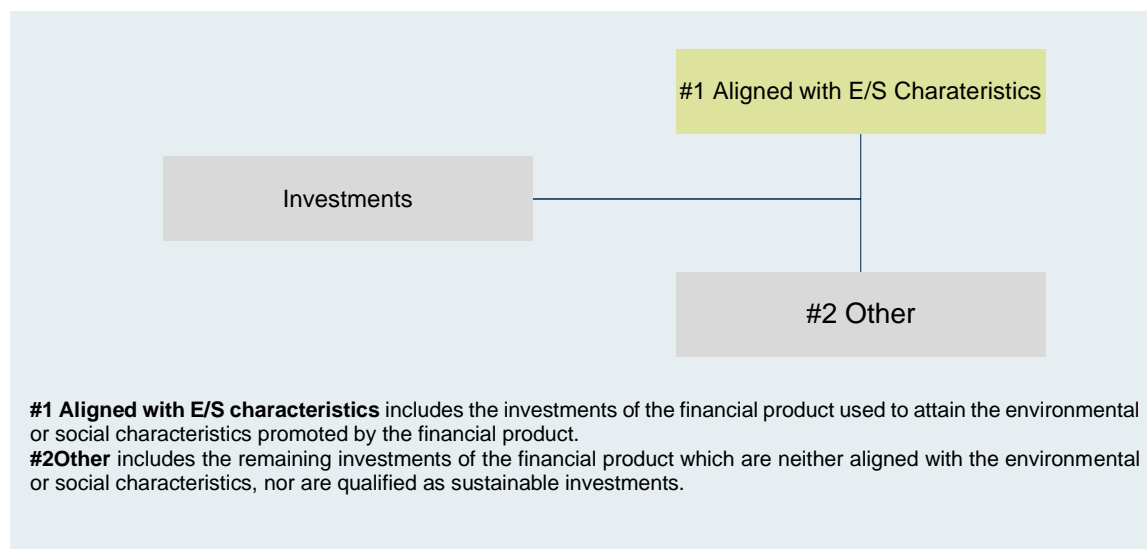 #1 Aligned with E/S Charateristics
Investments
#2 Other
#1 Aligned with E/S characteristics includes the investments of the financial product used to attain the environmental
or social characteristics promoted by the financial product.
#2Other includes the remaining investments of the financial product which are neither aligned with the environmental
or social characteristics, nor are qualified as sustainable investments.